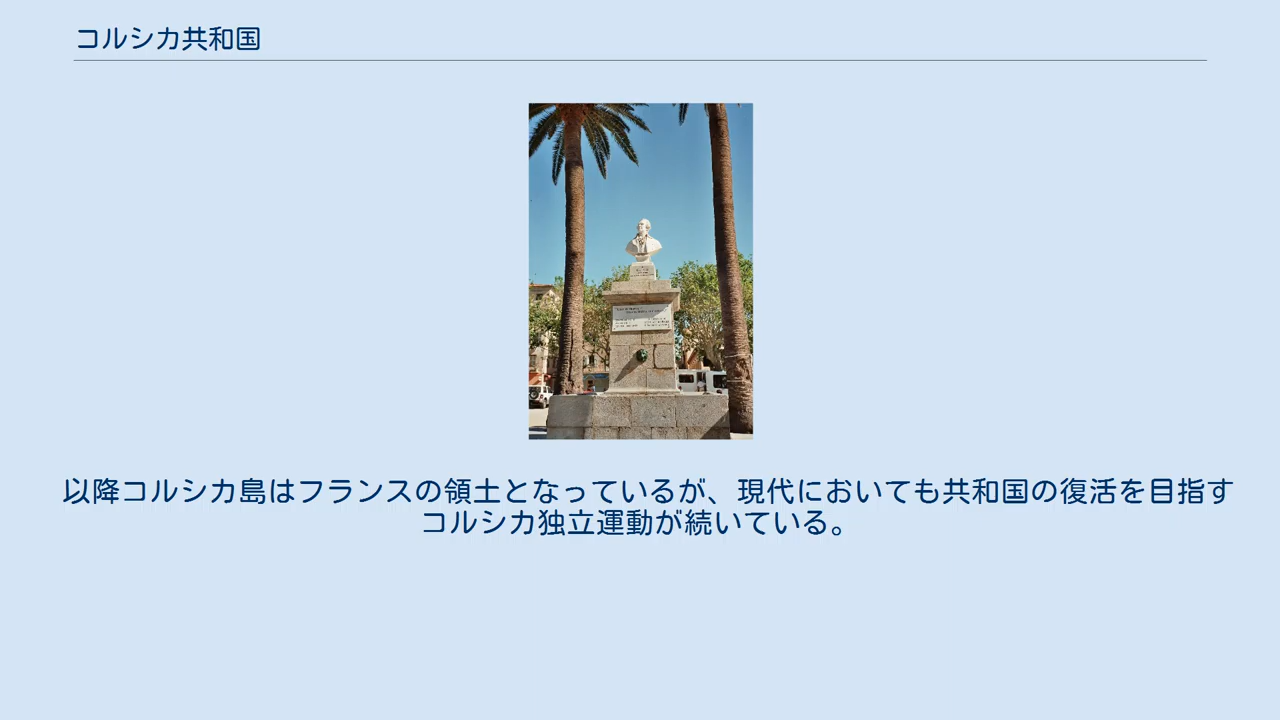 コルシカ共和国
以降コルシカ島はフランスの領土となっているが、現代においても共和国の復活を目指す
コルシカ独立運動が続いている。